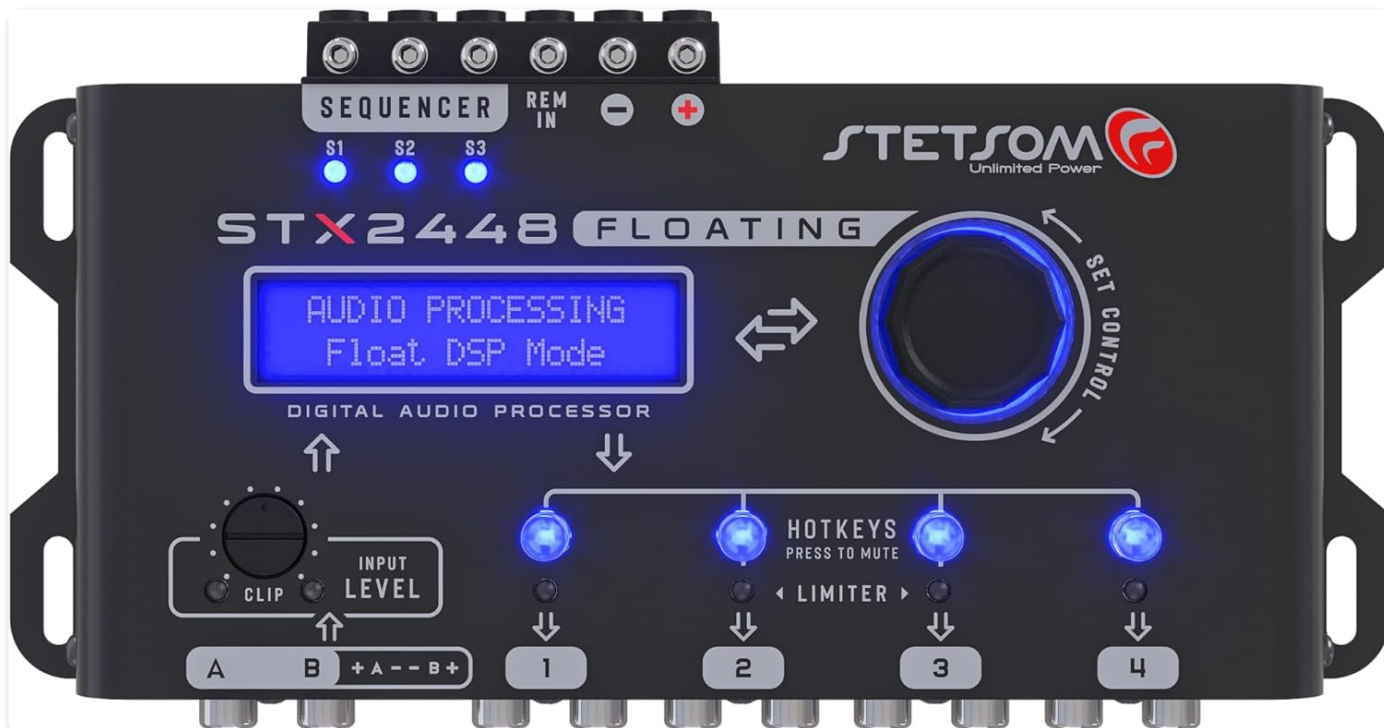 SEQUENCER
REM
IN
−
+
S1 S2 S3
STETSOM
Unlimited Power
STX2448 FLOATING
SET CONTROL
AUDIO PROCESSING
Float DSP Mode
DIGITAL AUDIO PROCESSOR
HOTKEYS
PRESS TO MUTE
INPUT
LEVEL
CLIP
LIMITER
A B +A--B+
1 2 3 4